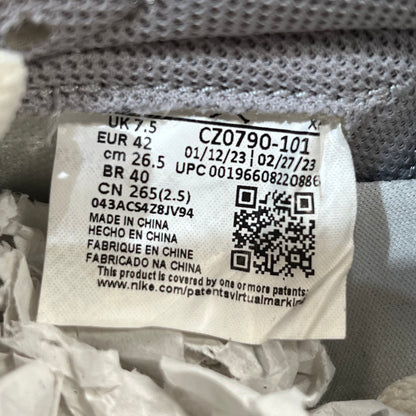 UK 7.5
EUR 42
cm 26.5
BR 40
CN 265(2.5)
043ACS4Z8JV94
CZ0790-101
01/12/23 | 02/27/23
UPC 00196608220886
MADE IN CHINA
HECHO EN CHINA
FABRIQUE EN CHINE
FABRICADO NA CHINA
This product is covered by one or more
www.nike.com/patentsvirtualmarkin